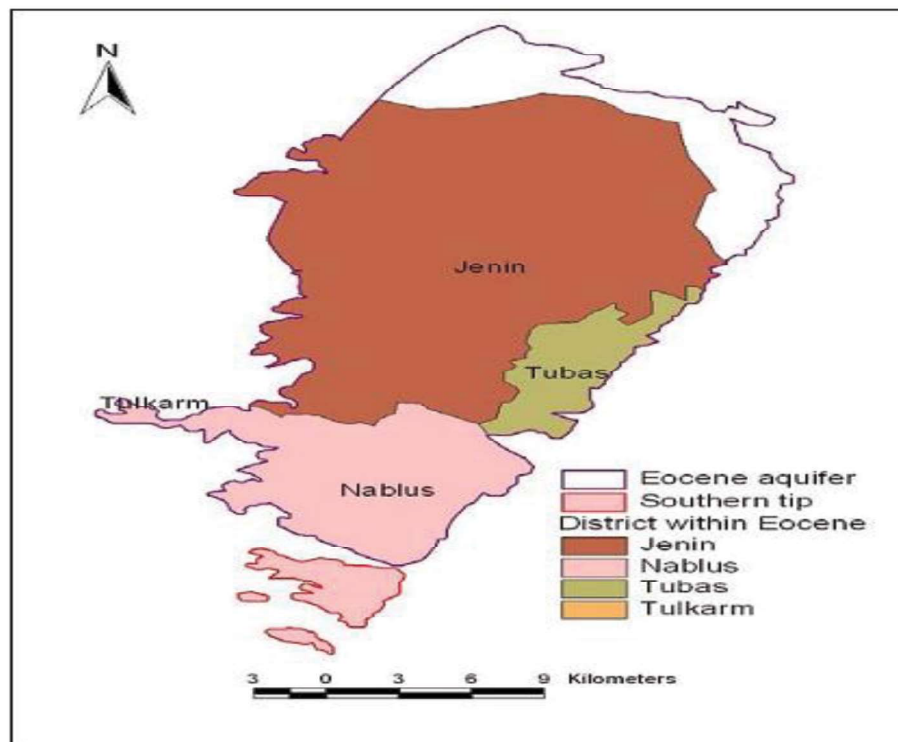 N
Jenin
Tubas
Tulkarm
Nablus
Eocene aquifer
Southern tip
District within Eocene
Jenin
Nablus
Tubas
Tulkarm
3 0 3 6 9 Kilometers